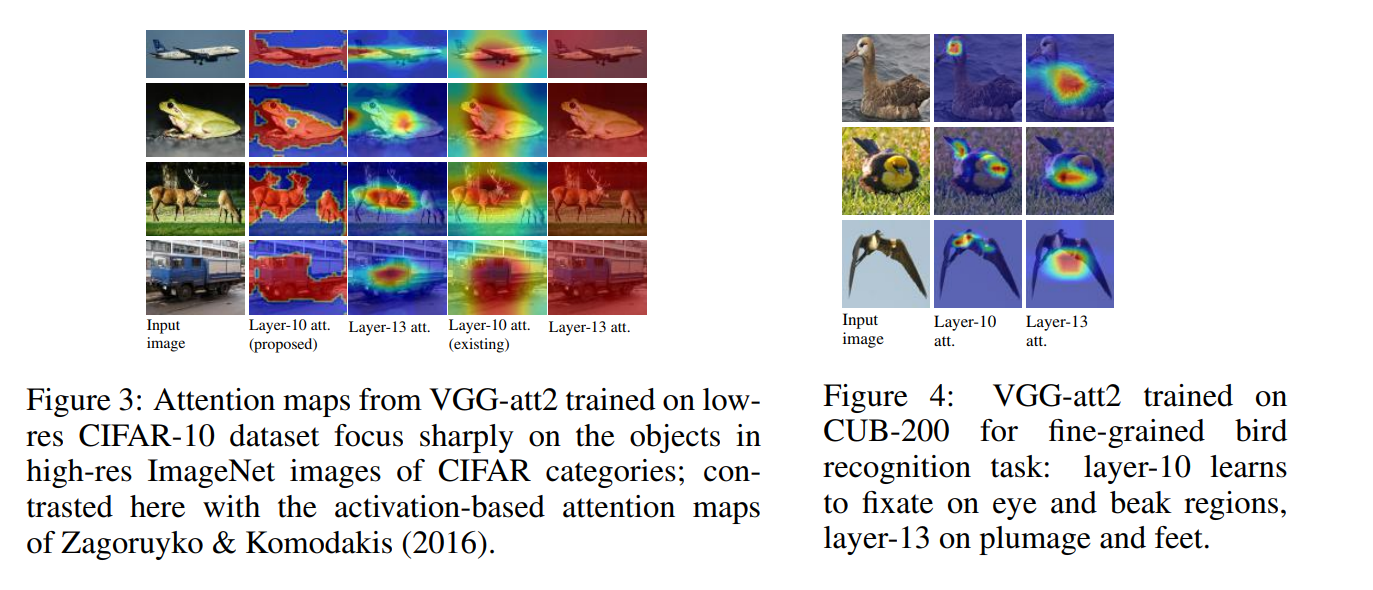 Input
image
Layer-10 att.
(proposed)
Layer-13 att.
Layer-10 att.
(existing)
Layer-13 att.
Figure 3: Attention maps from VGG-att2 trained on low-
res CIFAR-10 dataset focus sharply on the objects in
high-res ImageNet images of CIFAR categories; con-
trasted here with the activation-based attention maps
of Zagoruyko & Komodakis (2016).
Input
image
Layer-10
att.
Layer-13
att.
Figure 4: VGG-att2 trained on
CUB-200 for fine-grained bird
recognition task: layer-10 learns
to fixate on eye and beak regions,
layer-13 on plumage and feet.